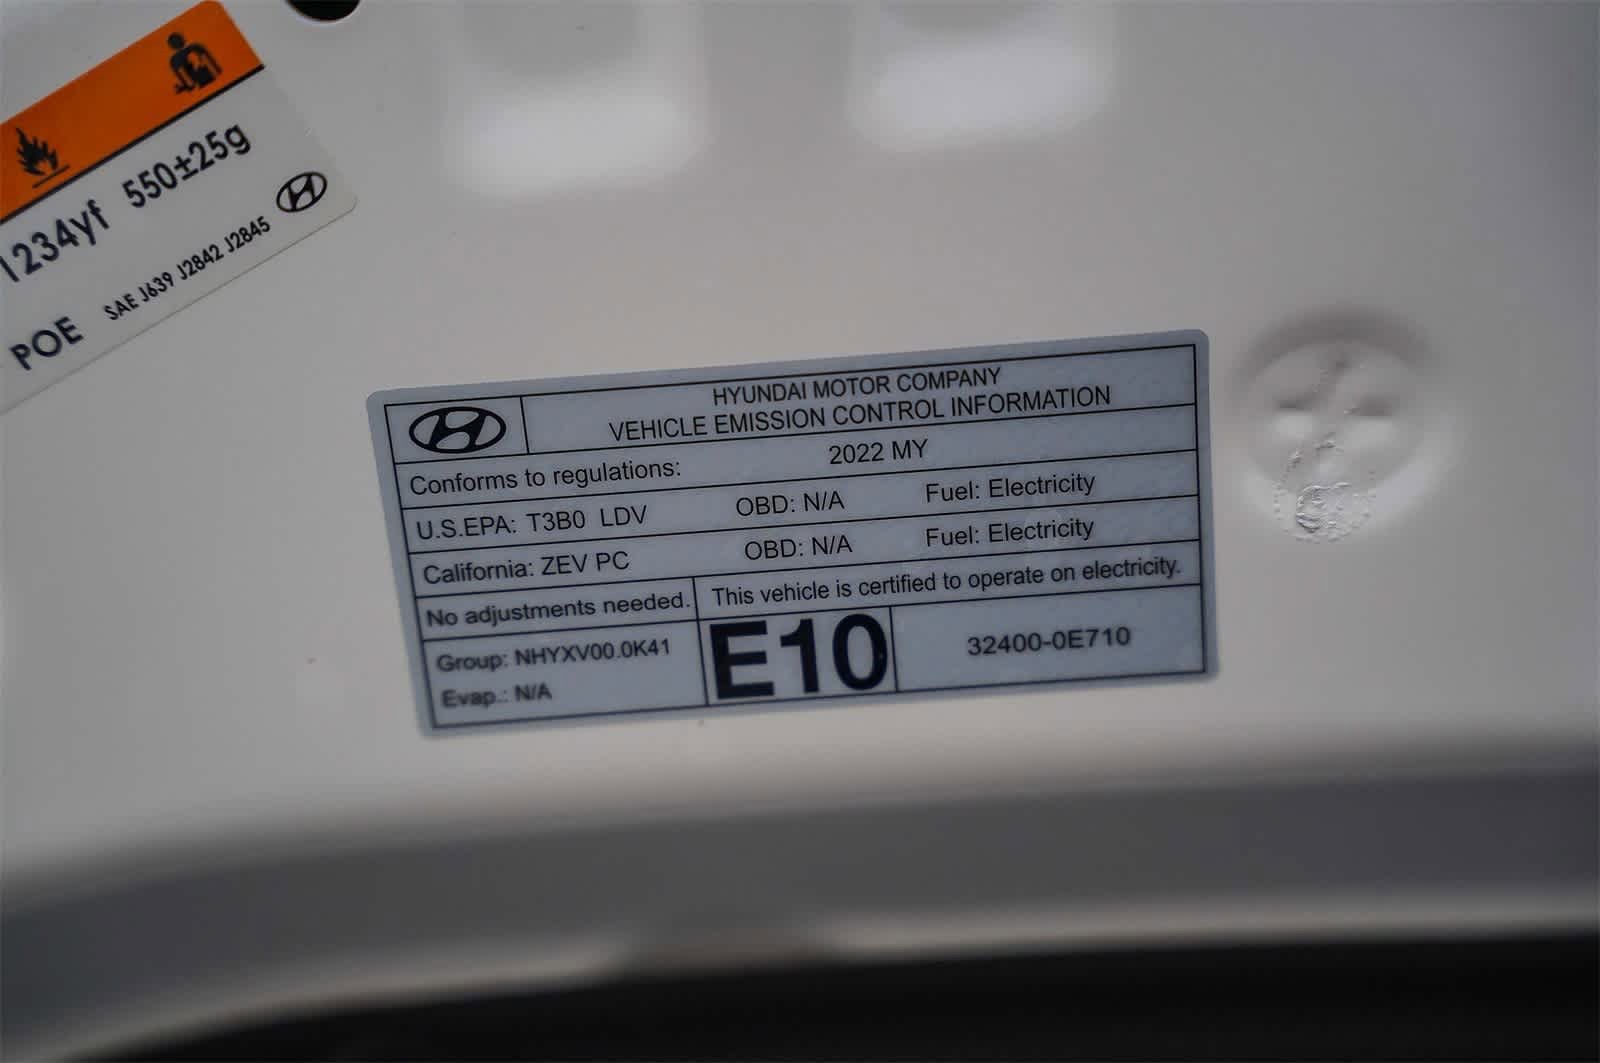 1234yf 550±25g
POE SAE J639 J2842 J2845
HYUNDAI MOTOR COMPANY
VEHICLE EMISSION CONTROL INFORMATION
Conforms to regulations: 2022 MY
U.S.EPA: T3B0 LDV OBD: N/A Fuel: Electricity
California: ZEV PC OBD: N/A Fuel: Electricity
No adjustments needed. This vehicle is certified to operate on electricity.
Group: NHYXV00.0K41
Evap.: N/A
E10
32400-0E710